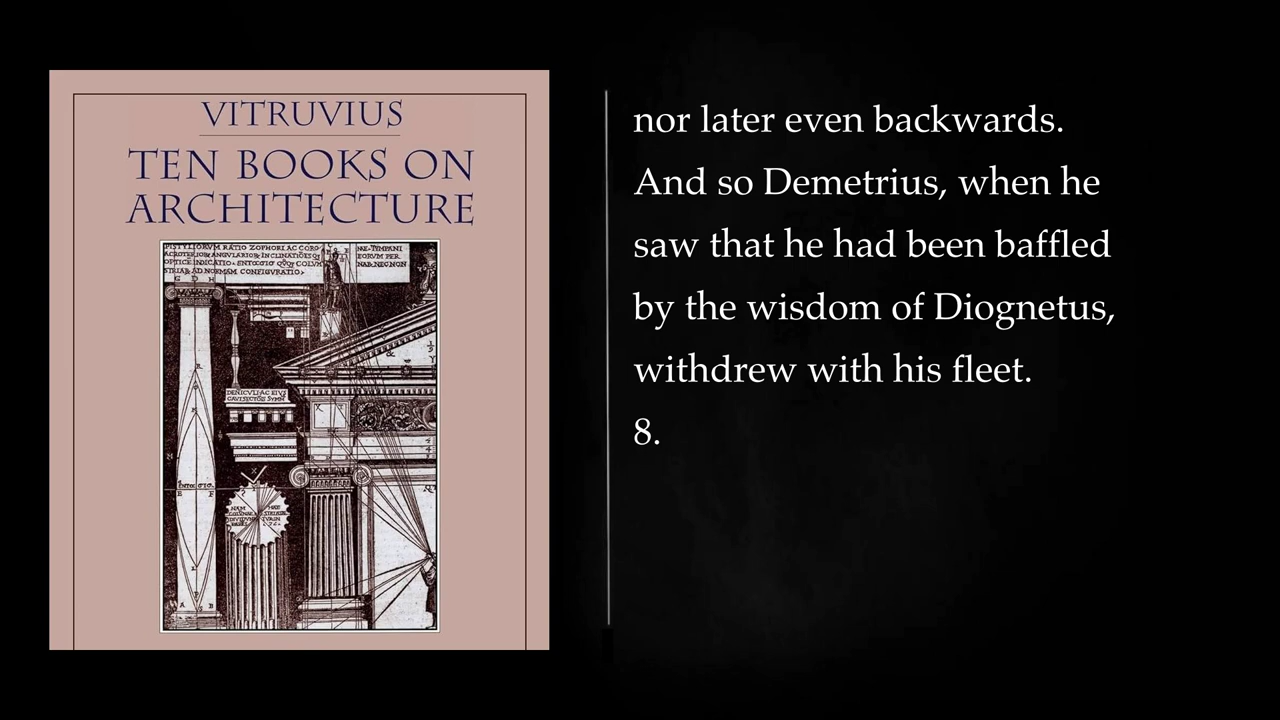 VITRUVIUS
TEN BOOKS ON
ARCHITECTURE
nor later even backwards.
And so Demetrius, when he
saw that he had been baffled
by the wisdom of Diognetus,
withdrew with his fleet.
8.